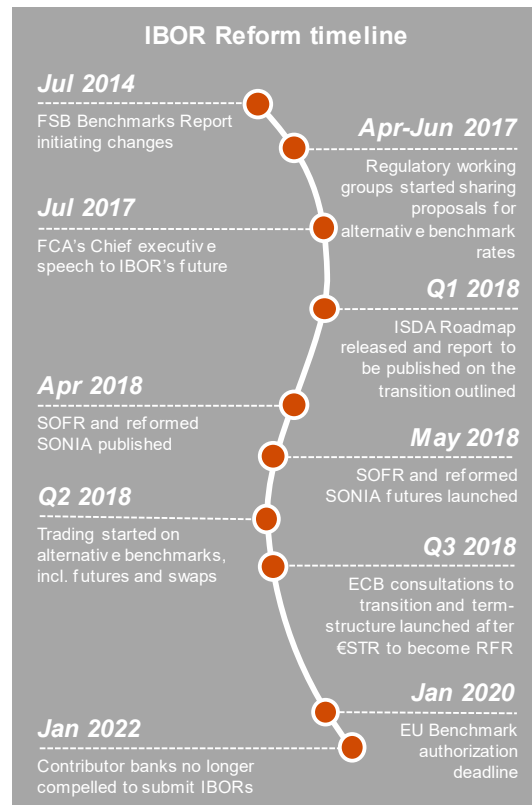 IBOR Reform timeline
Jul 2014
FSB Benchmarks Report
initiating changes
Apr-Jun 2017
Regulatory working
groups started sharing
proposals for
alternative benchmark
rates
Jul 2017
FCA's Chief executive
speech to IBOR's future
Q1 2018
ISDA Roadmap
released and report to
be published on the
transition outlined
Apr 2018
SOFR and reformed
SONIA published
May 2018
SOFR and reformed
SONIA futures launched
Q2 2018
Trading started on
alternative benchmarks,
incl. futures and swaps
Q3 2018
ECB consultations to
transition and term-
structure launched after
€STR to become RFR
Jan 2020
EU Benchmark
authorization
deadline
Jan 2022
Contributor banks no longer
compelled to submit IBORs